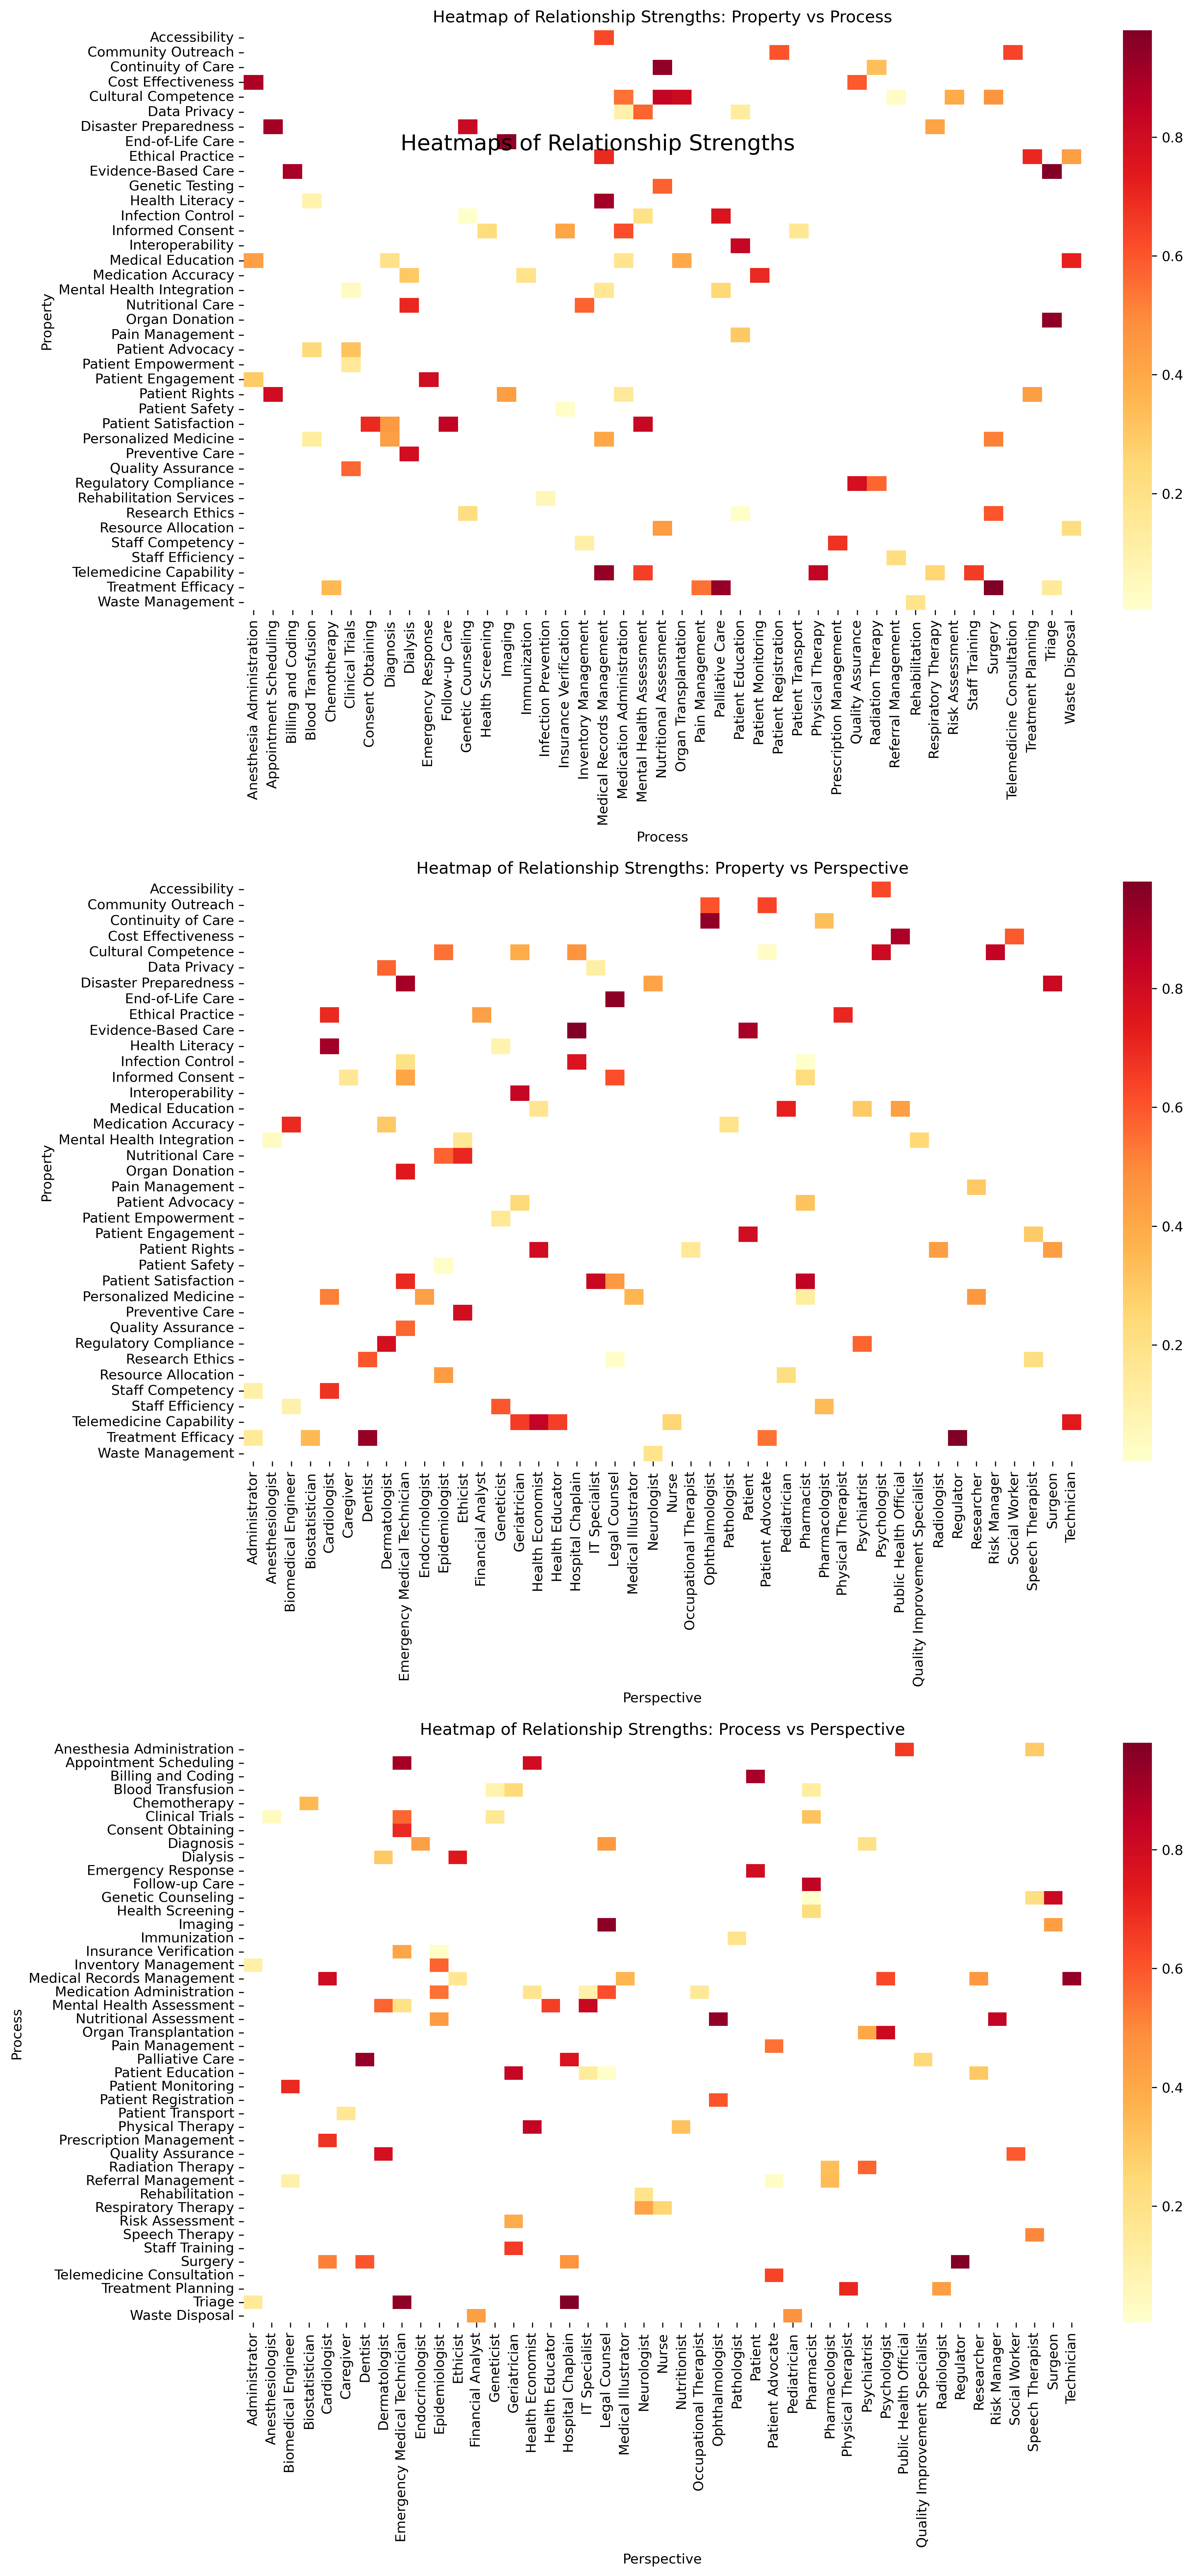 Heatmap of Relationship Strengths: Property vs Process
Accessibility
Community Outreach
Continuity of Care
Cost Effectiveness
Cultural Competence
Data Privacy
Disaster Preparedness
End-of-Life Care
Heatmaps of Relationship Strengths
Ethical Practice
Evidence-Based Care
Genetic Testing
Health Literacy
Infection Control
Informed Consent
Interoperability
Medical Education
Medication Accuracy
Mental Health Integration
Nutritional Care
Organ Donation
Pain Management
Patient Advocacy
Patient Empowerment
Patient Engagement
Patient Rights
Patient Safety
Patient Satisfaction
Personalized Medicine
Preventive Care
Quality Assurance
Regulatory Compliance
Rehabilitation Services
Research Ethics
Resource Allocation
Staff Competency
Staff Efficiency
Telemedicine Capability
Treatment Efficacy
Waste Management
Property
0.8
0.6
0.4
0.2
Anesthesia Administration
Appointment Scheduling
Billing and Coding
Blood Transfusion
Chemotherapy
Clinical Trials
Consent Obtaining
Diagnosis
Dialysis
Emergency Response
Follow-up Care
Genetic Counseling
Health Screening
Imaging
Immunization
Infection Prevention
Insurance Verification
Inventory Management
Medical Records Management
Medication Administration
Mental Health Assessment
Nutritional Assessment
Organ Transplantation
Pain Management
Palliative Care
Patient Education
Patient Monitoring
Patient Registration
Patient Transport
Physical Therapy
Prescription Management
Quality Assurance
Radiation Therapy
Referral Management
Rehabilitation
Respiratory Therapy
Risk Assessment
Staff Training
Surgery
Telemedicine Consultation
Treatment Planning
Triage
Waste Disposal
Process
Heatmap of Relationship Strengths: Property vs Perspective
Accessibility
Community Outreach
Continuity of Care
Cost Effectiveness
Cultural Competence
Data Privacy
Disaster Preparedness
End-of-Life Care
Ethical Practice
Evidence-Based Care
Health Literacy
Infection Control
Informed Consent
Interoperability
Medical Education
Medication Accuracy
Mental Health Integration
Nutritional Care
Organ Donation
Pain Management
Patient Advocacy
Patient Empowerment
Patient Engagement
Patient Rights
Patient Safety
Patient Satisfaction
Personalized Medicine
Preventive Care
Quality Assurance
Regulatory Compliance
Research Ethics
Resource Allocation
Staff Competency
Staff Efficiency
Telemedicine Capability
Treatment Efficacy
Waste Management
Property
0.8
0.6
0.4
0.2
Administrator
Anesthesiologist
Biomedical Engineer
Biostatistician
Cardiologist
Caregiver
Dentist
Dermatologist
Emergency Medical Technician
Endocrinologist
Epidemiologist
Ethicist
Financial Analyst
Geneticist
Geriatrician
Health Economist
Health Educator
Hospital Chaplain
IT Specialist
Legal Counsel
Medical Illustrator
Neurologist
Nurse
Occupational Therapist
Ophthalmologist
Pathologist
Patient
Patient Advocate
Pediatrician
Pharmacist
Pharmacologist
Physical Therapist
Psychiatrist
Psychologist
Public Health Official
Quality Improvement Specialist
Radiologist
Regulator
Researcher
Risk Manager
Social Worker
Speech Therapist
Surgeon
Technician
Perspective
Heatmap of Relationship Strengths: Process vs Perspective
Anesthesia Administration
Appointment Scheduling
Billing and Coding
Blood Transfusion
Chemotherapy
Clinical Trials
Consent Obtaining
Diagnosis
Dialysis
Emergency Response
Follow-up Care
Genetic Counseling
Health Screening
Imaging
Immunization
Insurance Verification
Inventory Management
Medical Records Management
Medication Administration
Mental Health Assessment
Nutritional Assessment
Organ Transplantation
Pain Management
Palliative Care
Patient Education
Patient Monitoring
Patient Registration
Patient Transport
Physical Therapy
Prescription Management
Quality Assurance
Radiation Therapy
Referral Management
Rehabilitation
Respiratory Therapy
Risk Assessment
Speech Therapy
Staff Training
Surgery
Telemedicine Consultation
Treatment Planning
Triage
Waste Disposal
Process
0.8
0.6
0.4
0.2
Administrator
Anesthesiologist
Biomedical Engineer
Biostatistician
Cardiologist
Caregiver
Dentist
Dermatologist
Emergency Medical Technician
Endocrinologist
Epidemiologist
Ethicist
Financial Analyst
Geneticist
Geriatrician
Health Economist
Health Educator
Hospital Chaplain
IT Specialist
Legal Counsel
Medical Illustrator
Neurologist
Nurse
Nutritionist
Occupational Therapist
Ophthalmologist
Pathologist
Patient
Patient Advocate
Pediatrician
Pharmacist
Pharmacologist
Physical Therapist
Psychiatrist
Psychologist
Public Health Official
Quality Improvement Specialist
Radiologist
Regulator
Researcher
Risk Manager
Social Worker
Speech Therapist
Surgeon
Technician
Perspective